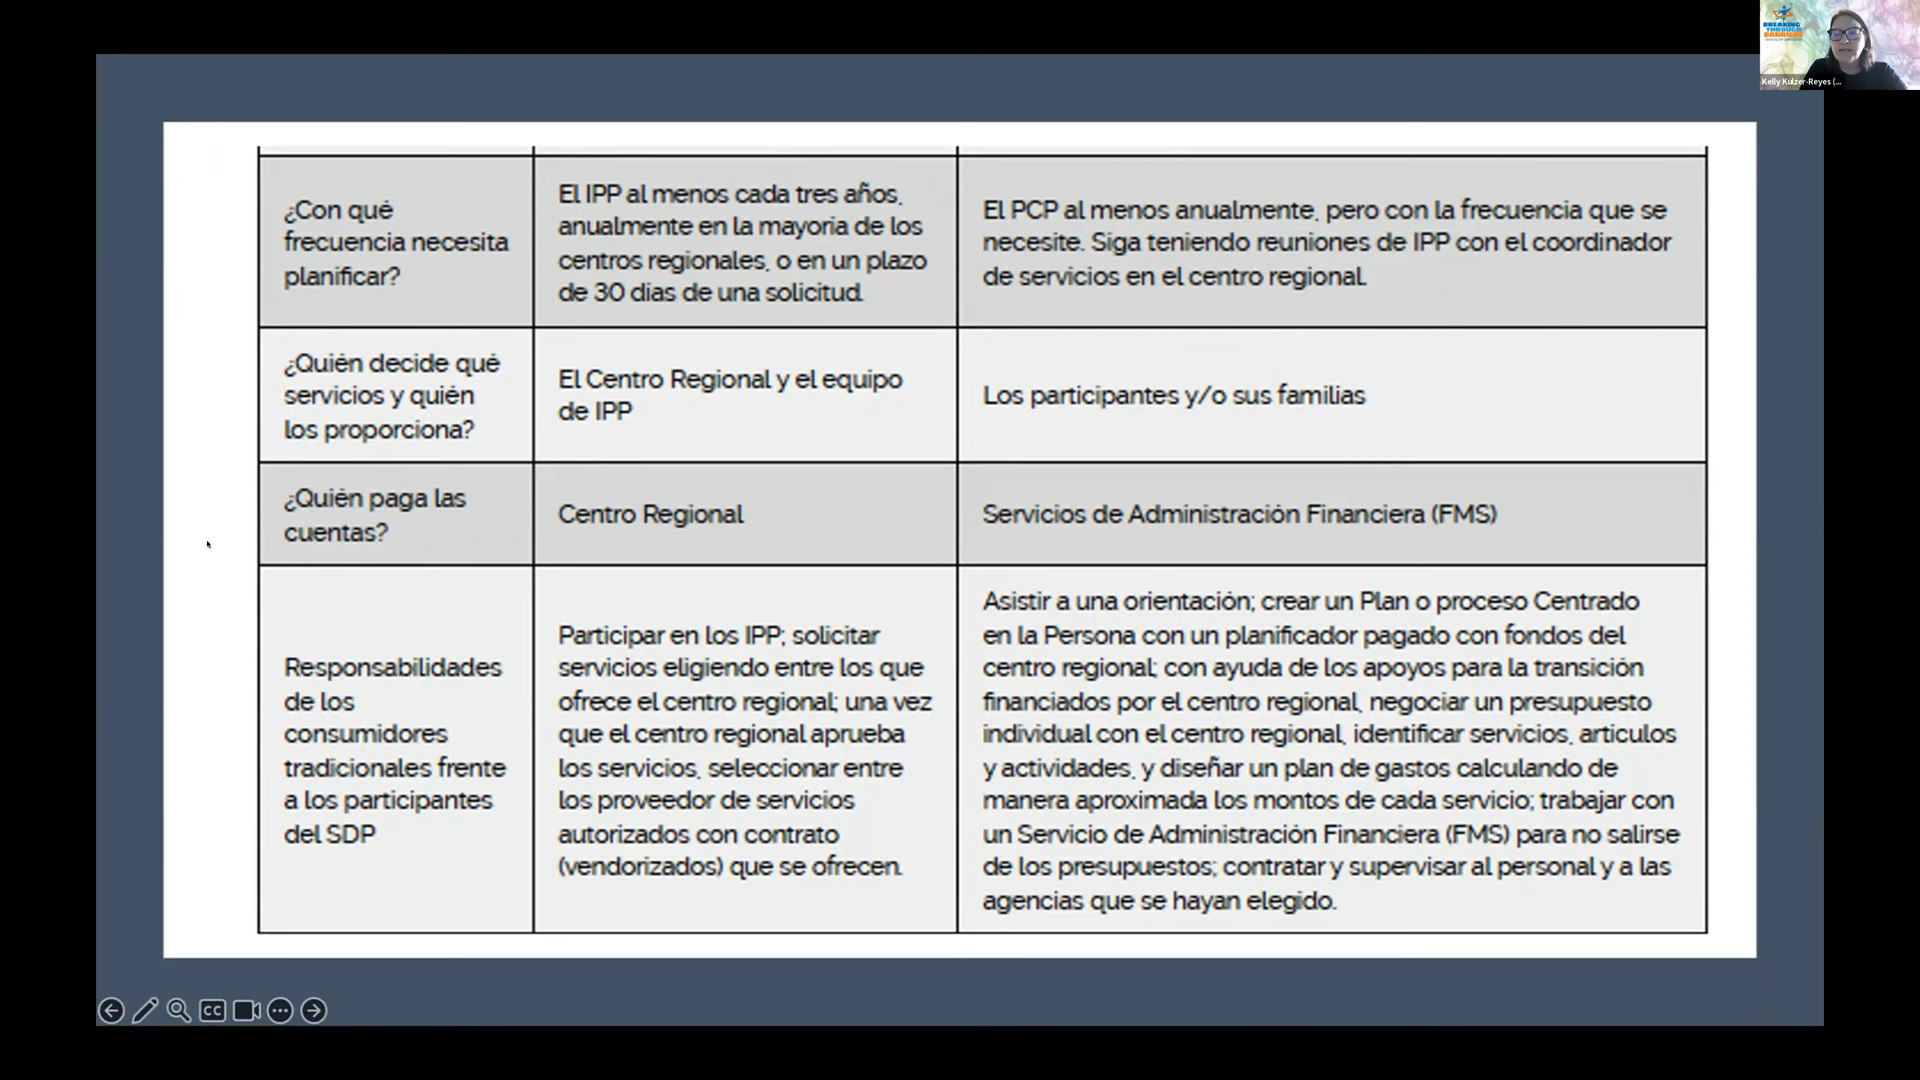 BREAKING
THROUGH
BARRIERS
Kelly Kulzer-Reyes (...
¿Con qué
frecuencia necesita
planificar?
El IPP al menos cada tres años,
anualmente en la mayoria de los
centros regionales, o en un plazo
de 30 dias de una solicitud.
El PCP al menos anualmente, pero con la frecuencia que se
necesite. Siga teniendo reuniones de IPP con el coordinador
de servicios en el centro regional.
¿Quién decide qué
servicios y quién
los proporciona?
El Centro Regional y el equipo
de IPP
Los participantes y/o sus familias
¿Quién paga las
cuentas?
Centro Regional
Servicios de Administración Financiera (FMS)
Responsabilidades
de los
consumidores
tradicionales frente
a los participantes
del SDP
Participar en los IPP; solicitar
servicios eligiendo entre los que
ofrece el centro regional; una vez
que el centro regional aprueba
los servicios, seleccionar entre
los proveedor de servicios
autorizados con contrato
(vendorizados) que se ofrecen.
Asistir a una orientación; crear un Plan o proceso Centrado
en la Persona con un planificador pagado con fondos del
centro regional; con ayuda de los apoyos para la transición
financiados por el centro regional, negociar un presupuesto
individual con el centro regional, identificar servicios, articulos
y actividades, y diseñar un plan de gastos calculando de
manera aproximada los montos de cada servicio; trabajar con
un Servicio de Administración Financiera (FMS) para no salirse
de los presupuestos; contratar y supervisar al personal y a las
agencias que se hayan elegido.
CC